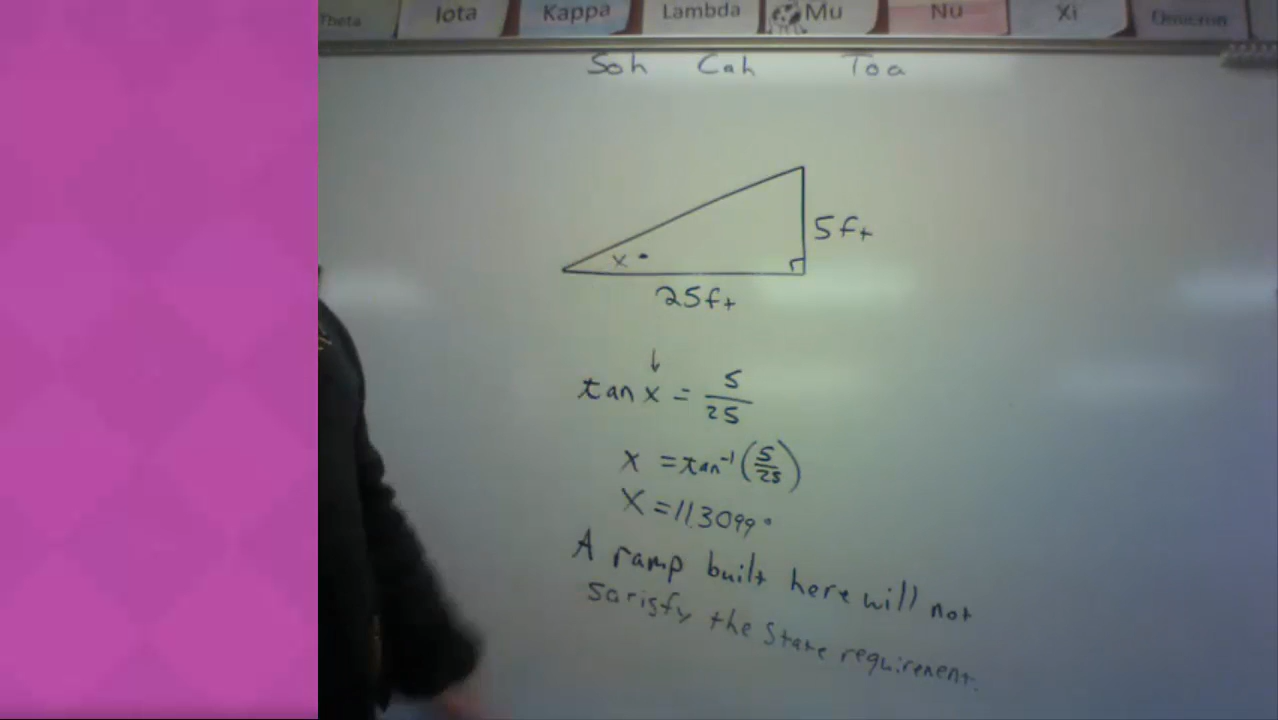 Theta Iota Kappa Lambda Mu Nu Xi Omicron
Soh Cah Toa
5ft
x
25ft
↓
tan x = 5/25
x = tan⁻¹(5/25)
X = 11.3099°
A ramp built here will not
satisfy the State requirement.